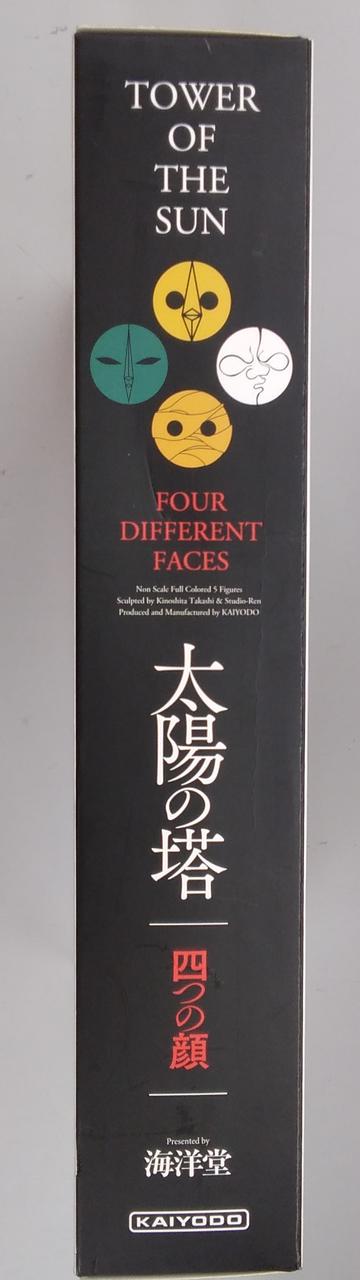 TOWER
OF
THE
SUN
FOUR
DIFFERENT
FACES
Non Scale Full Colored 5 Figures
Sculpted by Kinoshita Takashi & Studio-Ren
Produced and Manufactured by KAIYODO
太陽の塔
四つの顔
Presented by
海洋堂
KAIYODO